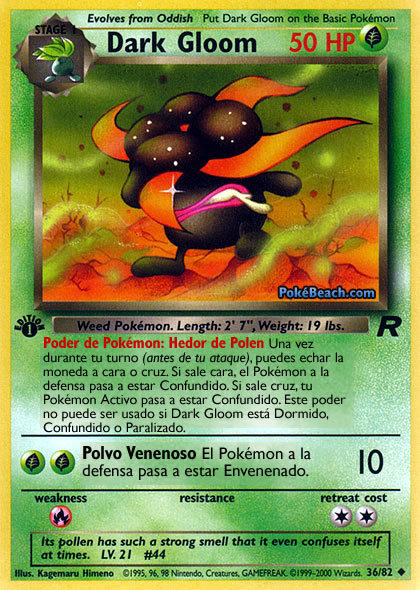 Evolves from Oddish Put Dark Gloom on the Basic Pokémon
STAGE 1
Dark Gloom 50 HP
PokéBeach.com
EDITION
1
Weed Pokémon. Length: 2' 7", Weight: 19 lbs.
R
Poder de Pokémon: Hedor de Polen Una vez
durante tu turno (antes de tu ataque), puedes echar la
moneda a cara o cruz. Si sale cara, el Pokémon a la
defensa pasa a estar Confundido. Si sale cruz, tu
Pokémon Activo pasa a estar Confundido. Este poder
no puede ser usado si Dark Gloom está Dormido,
Confundido o Paralizado.
Polvo Venenoso El Pokémon a la 10
defensa pasa a estar Envenenado.
weakness resistance retreat cost
Its pollen has such a strong smell that it even confuses itself
at times. LV. 21 #44
Illus. Kagemaru Himeno ©1995, 96, 98 Nintendo, Creatures, GAMEFREAK. ©1999-2000 Wizards. 36/82